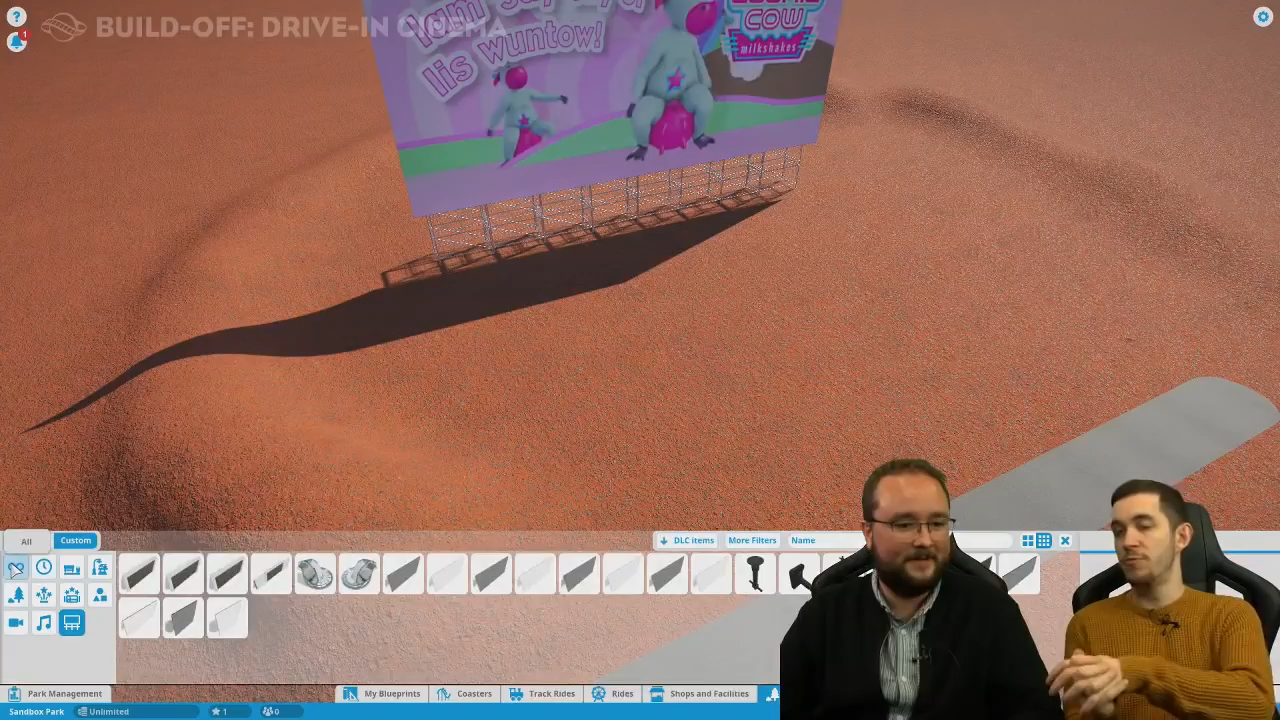 BUILD-OFF: DRIVE-IN CINEMA
lis wuntow!
COW
milkshakes
1
All
Custom
DLC items
More Filters
Name
Park Management
My Blueprints
Coasters
Track Rides
Rides
Shops and Facilities
Sandbox Park
Unlimited
1
0